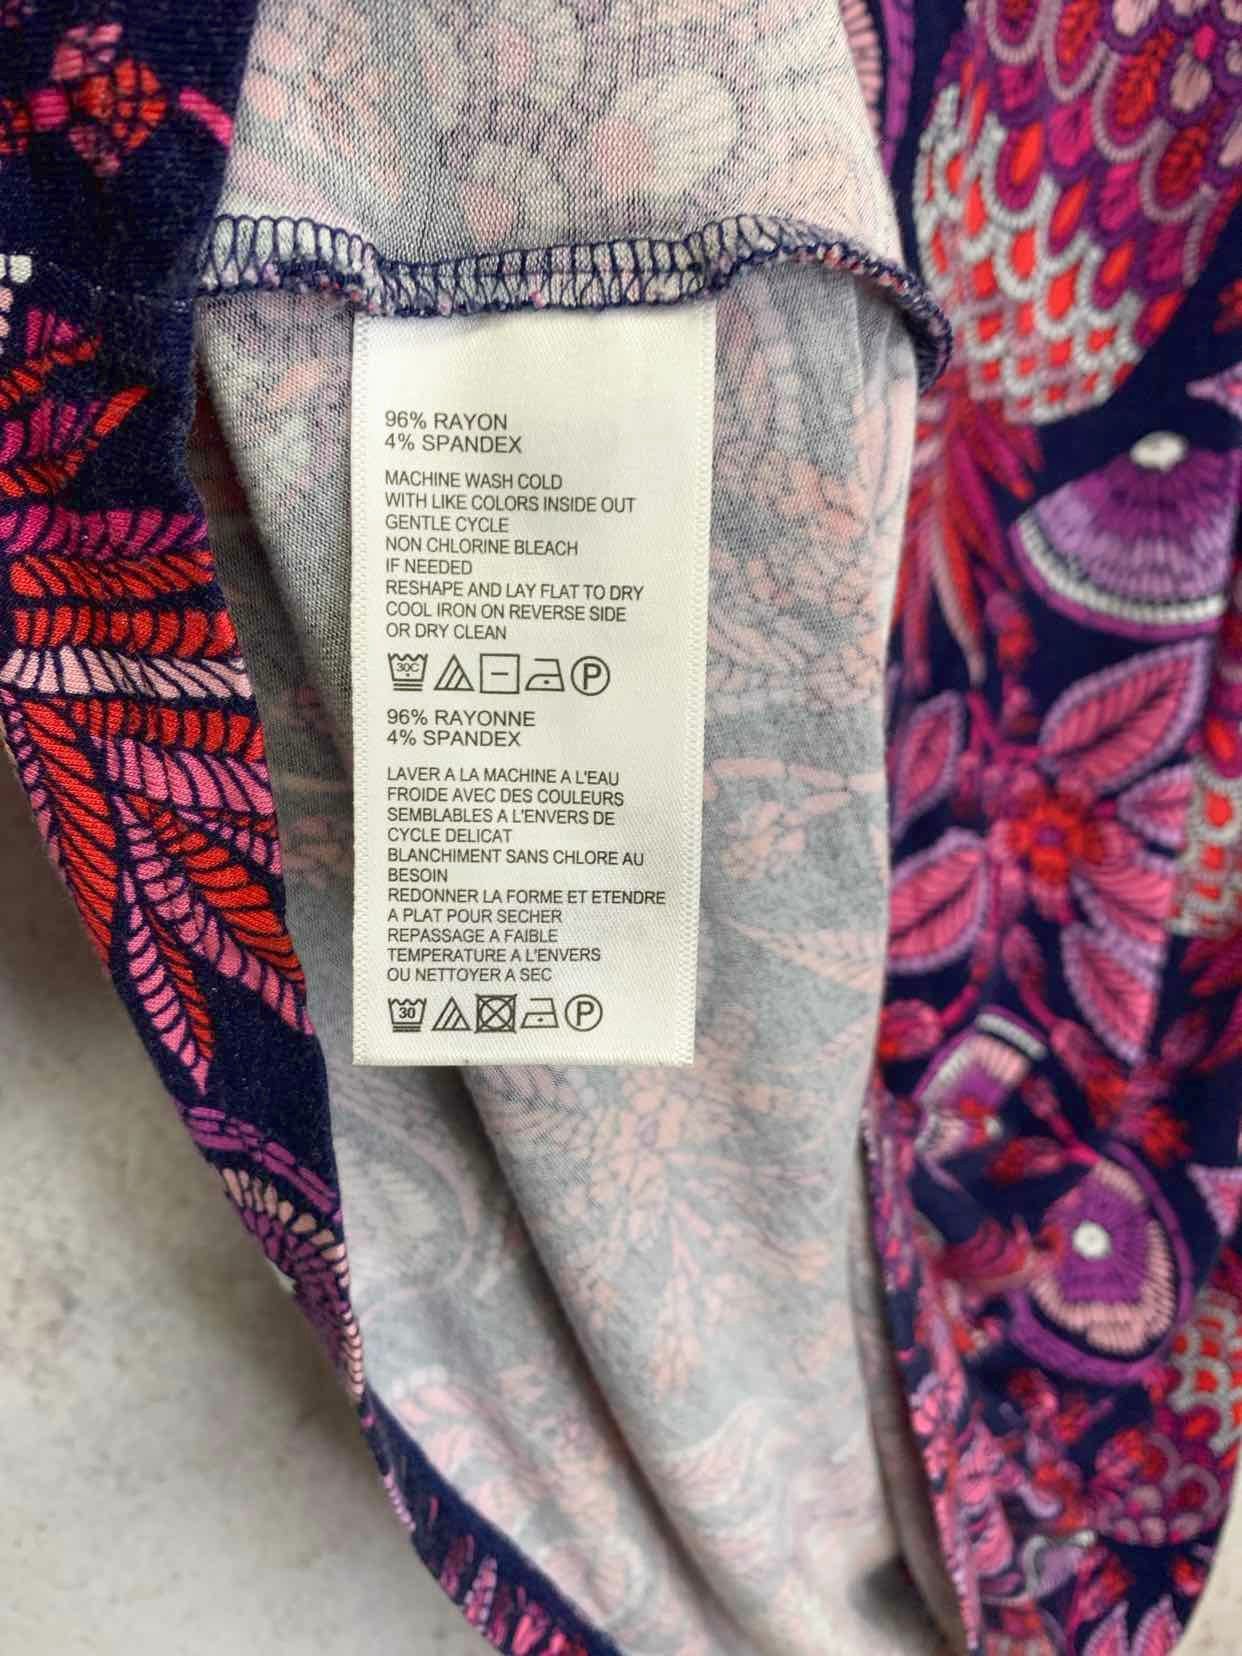 96% RAYON
4% SPANDEX
MACHINE WASH COLD
WITH LIKE COLORS INSIDE OUT
GENTLE CYCLE
NON CHLORINE BLEACH
IF NEEDED
RESHAPE AND LAY FLAT TO DRY
COOL IRON ON REVERSE SIDE
OR DRY CLEAN
30C P
96% RAYONNE
4% SPANDEX
LAVER A LA MACHINE A L'EAU
FROIDE AVEC DES COULEURS
SEMBLABLES A L'ENVERS DE
CYCLE DELICAT
BLANCHIMENT SANS CHLORE AU
BESOIN
REDONNER LA FORME ET ETENDRE
A PLAT POUR SECHER
REPASSAGE A FAIBLE
TEMPERATURE A L'ENVERS
OU NETTOYER A SEC
30 P